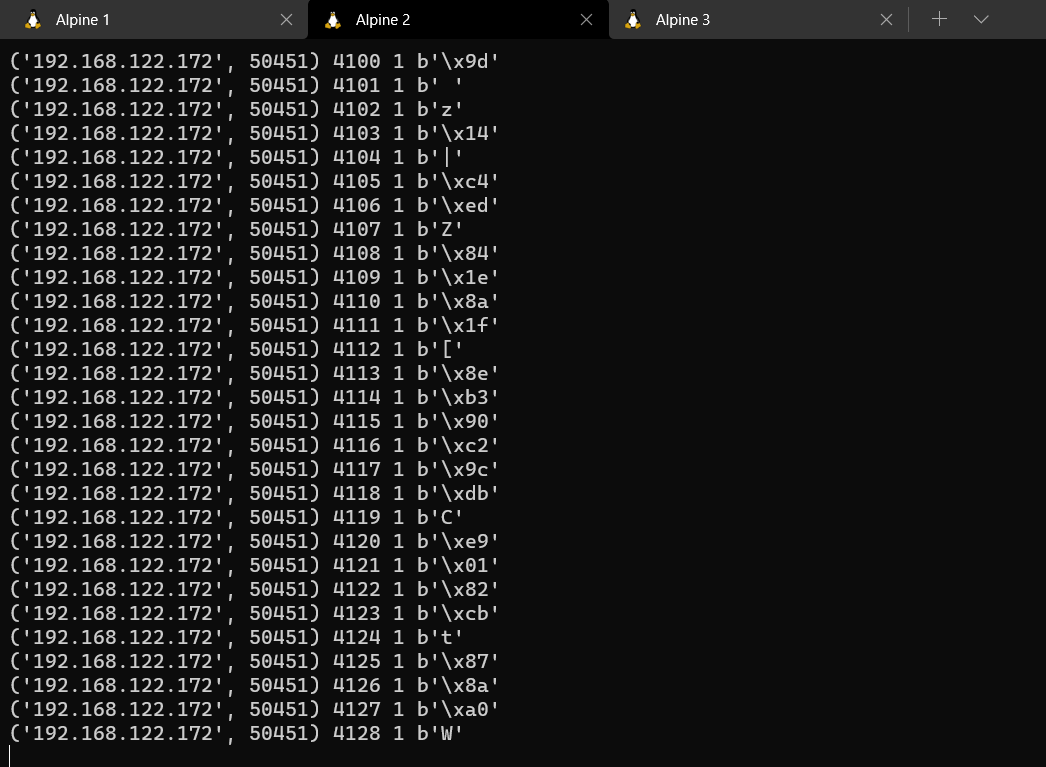 Alpine 1 Alpine 2 Alpine 3
('192.168.122.172', 50451) 4100 1 b'\x9d'
('192.168.122.172', 50451) 4101 1 b' '
('192.168.122.172', 50451) 4102 1 b'z'
('192.168.122.172', 50451) 4103 1 b'\x14'
('192.168.122.172', 50451) 4104 1 b'|'
('192.168.122.172', 50451) 4105 1 b'\xc4'
('192.168.122.172', 50451) 4106 1 b'\xed'
('192.168.122.172', 50451) 4107 1 b'Z'
('192.168.122.172', 50451) 4108 1 b'\x84'
('192.168.122.172', 50451) 4109 1 b'\x1e'
('192.168.122.172', 50451) 4110 1 b'\x8a'
('192.168.122.172', 50451) 4111 1 b'\x1f'
('192.168.122.172', 50451) 4112 1 b'['
('192.168.122.172', 50451) 4113 1 b'\x8e'
('192.168.122.172', 50451) 4114 1 b'\xb3'
('192.168.122.172', 50451) 4115 1 b'\x90'
('192.168.122.172', 50451) 4116 1 b'\xc2'
('192.168.122.172', 50451) 4117 1 b'\x9c'
('192.168.122.172', 50451) 4118 1 b'\xdb'
('192.168.122.172', 50451) 4119 1 b'C'
('192.168.122.172', 50451) 4120 1 b'\xe9'
('192.168.122.172', 50451) 4121 1 b'\x01'
('192.168.122.172', 50451) 4122 1 b'\x82'
('192.168.122.172', 50451) 4123 1 b'\xcb'
('192.168.122.172', 50451) 4124 1 b't'
('192.168.122.172', 50451) 4125 1 b'\x87'
('192.168.122.172', 50451) 4126 1 b'\x8a'
('192.168.122.172', 50451) 4127 1 b'\xa0'
('192.168.122.172', 50451) 4128 1 b'W'